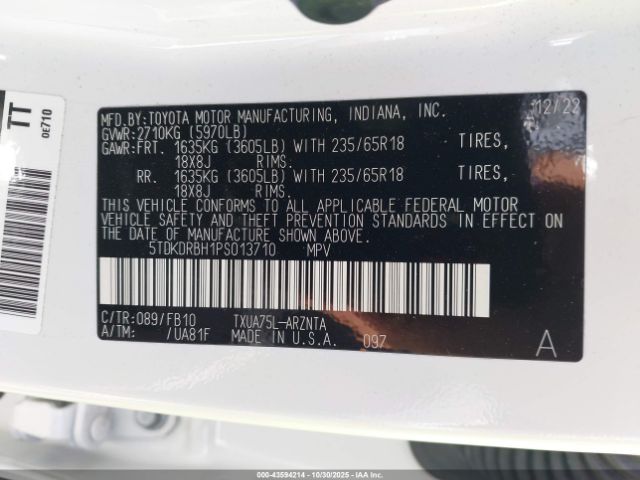 TT
0E710
MFD.BY:TOYOTA MOTOR MANUFACTURING, INDIANA, INC. 12/22
GVWR:2710KG (5970LB)
GAWR:FRT. 1635KG (3605LB) WITH 235/65R18 TIRES,
18X8J RIMS.
RR. 1635KG (3605LB) WITH 235/65R18 TIRES,
18X8J RIMS.
THIS VEHICLE CONFORMS TO ALL APPLICABLE FEDERAL MOTOR
VEHICLE SAFETY AND THEFT PREVENTION STANDARDS IN EFFECT ON
THE DATE OF MANUFACTURE SHOWN ABOVE.
5TDKDRBH1PS013710 MPV
C/TR:089/FB10 TXUA75L-ARZNTA
A/TM: /UA81F MADE IN U.S.A. 097 A
000-43594214 - 10/30/2025 - IAA